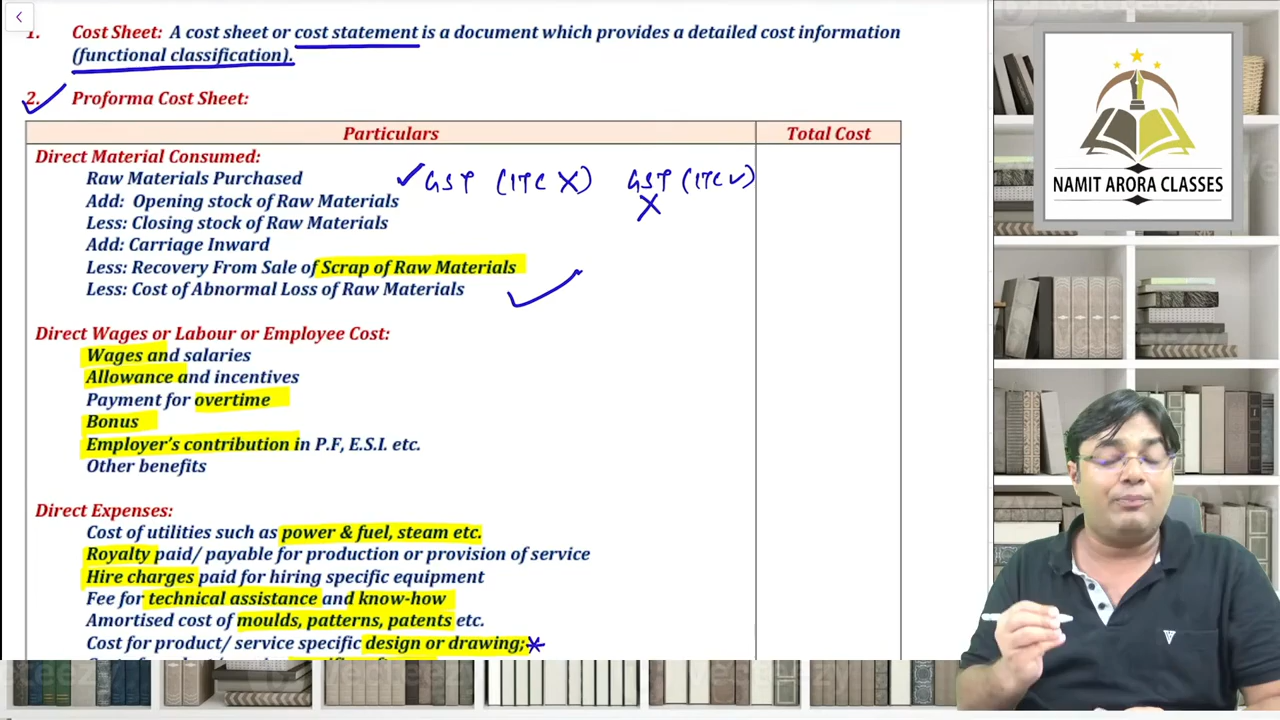 1. Cost Sheet: A cost sheet or cost statement is a document which provides a detailed cost information
(functional classification).
2. Proforma Cost Sheet:
Particulars Total Cost
Direct Material Consumed:
Raw Materials Purchased ✓ GST (ITC X) GST (ITC ✓)
X
Add: Opening stock of Raw Materials
Less: Closing stock of Raw Materials
Add: Carriage Inward
Less: Recovery From Sale of Scrap of Raw Materials
Less: Cost of Abnormal Loss of Raw Materials
Direct Wages or Labour or Employee Cost:
Wages and salaries
Allowance and incentives
Payment for overtime
Bonus
Employer's contribution in P.F, E.S.I. etc.
Other benefits
Direct Expenses:
Cost of utilities such as power & fuel, steam etc.
Royalty paid/ payable for production or provision of service
Hire charges paid for hiring specific equipment
Fee for technical assistance and know-how
Amortised cost of moulds, patterns, patents etc.
Cost for product/ service specific design or drawing;*
NAMIT ARORA CLASSES